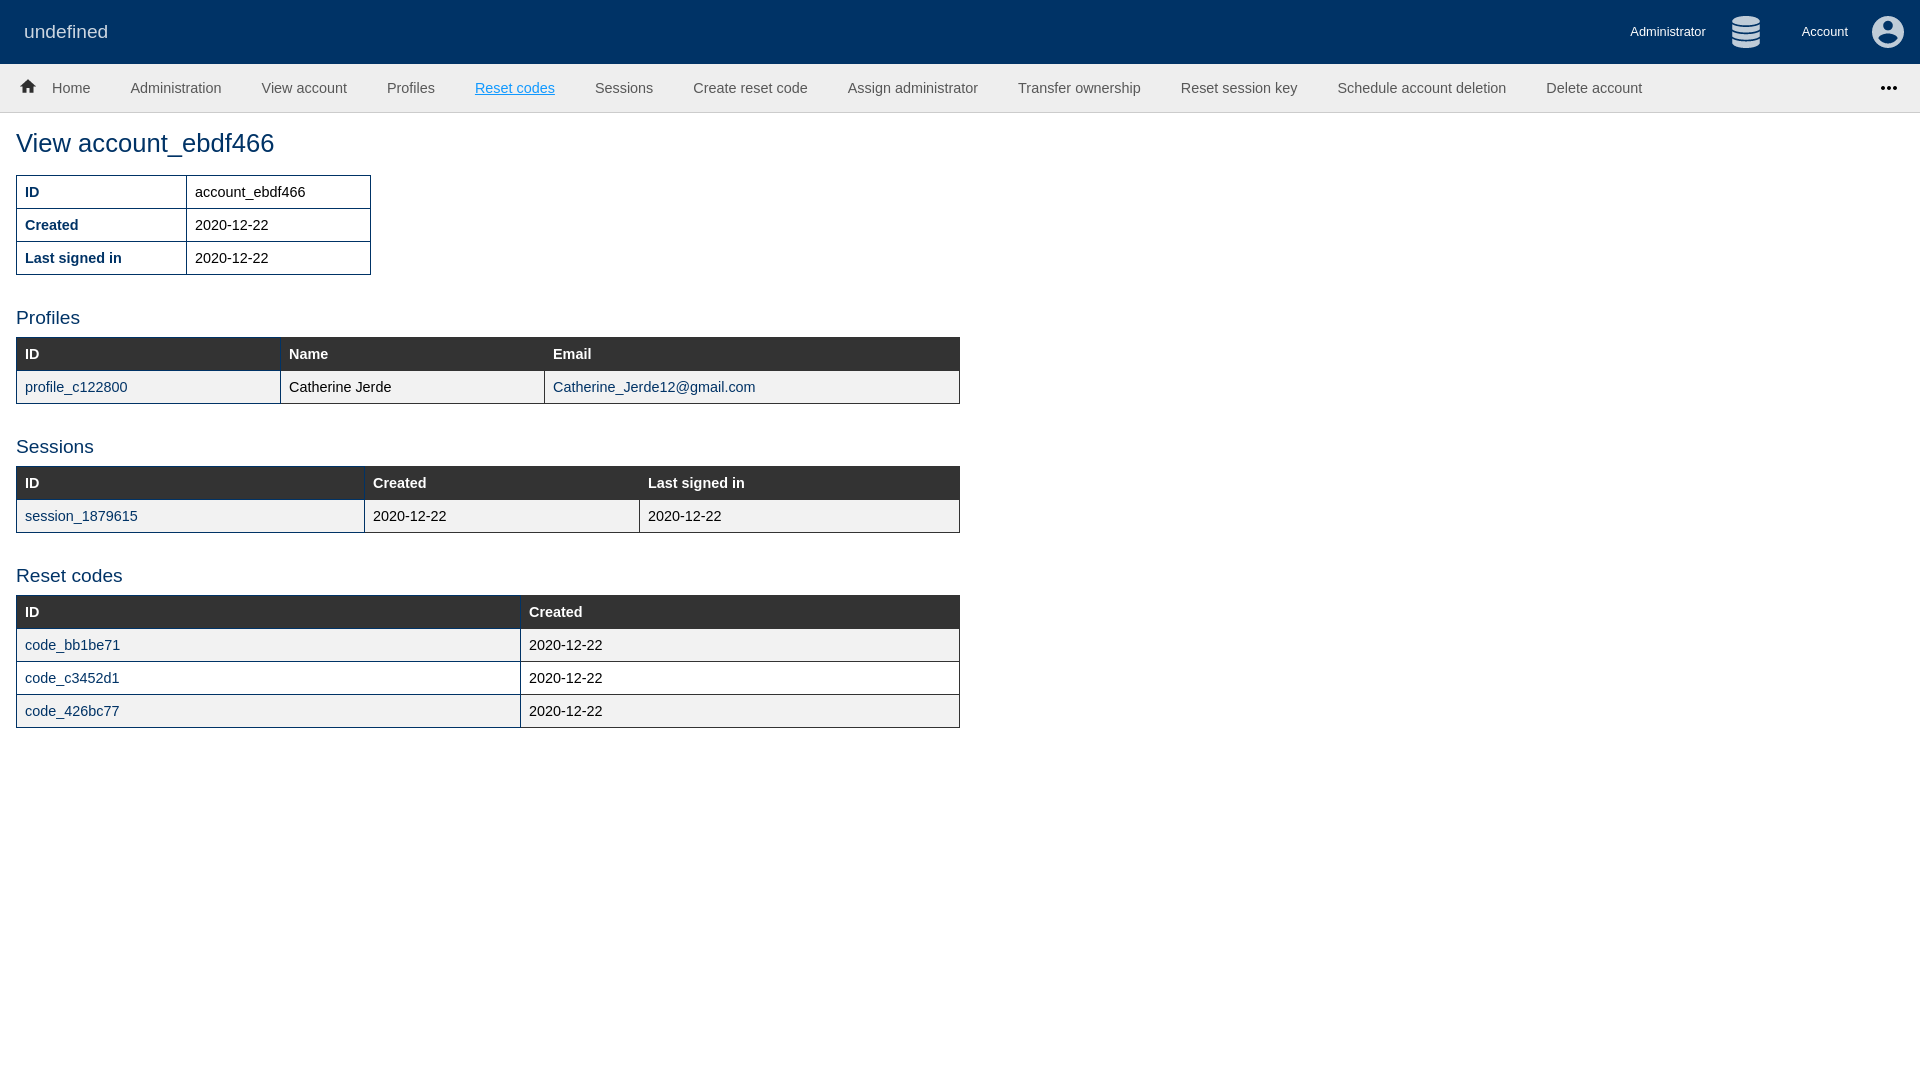 undefined
Administrator Account
Home Administration View account Profiles Reset codes Sessions Create reset code Assign administrator Transfer ownership Reset session key Schedule account deletion Delete account
View account_ebdf466
ID account_ebdf466
Created 2020-12-22
Last signed in 2020-12-22
Profiles
ID Name Email
profile_c122800 Catherine Jerde Catherine_Jerde12@gmail.com
Sessions
ID Created Last signed in
session_1879615 2020-12-22 2020-12-22
Reset codes
ID Created
code_bb1be71 2020-12-22
code_c3452d1 2020-12-22
code_426bc77 2020-12-22